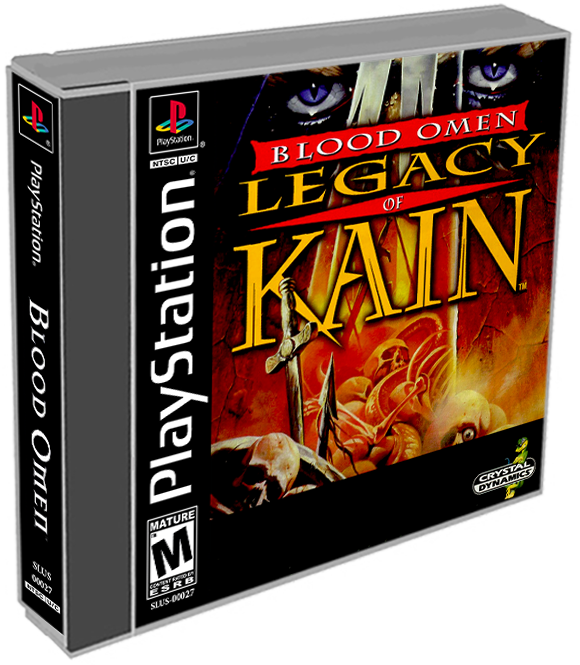 PlayStation
BLOOD OMEN
SLUS
00027
NTSC U/C
PlayStation
NTSC U/C
PlayStation
BLOOD OMEN
LEGACY
OF
KAIN
TM
CRYSTAL
DYNAMICS
MATURE
M
CONTENT RATED BY
ESRB
SLUS-00027